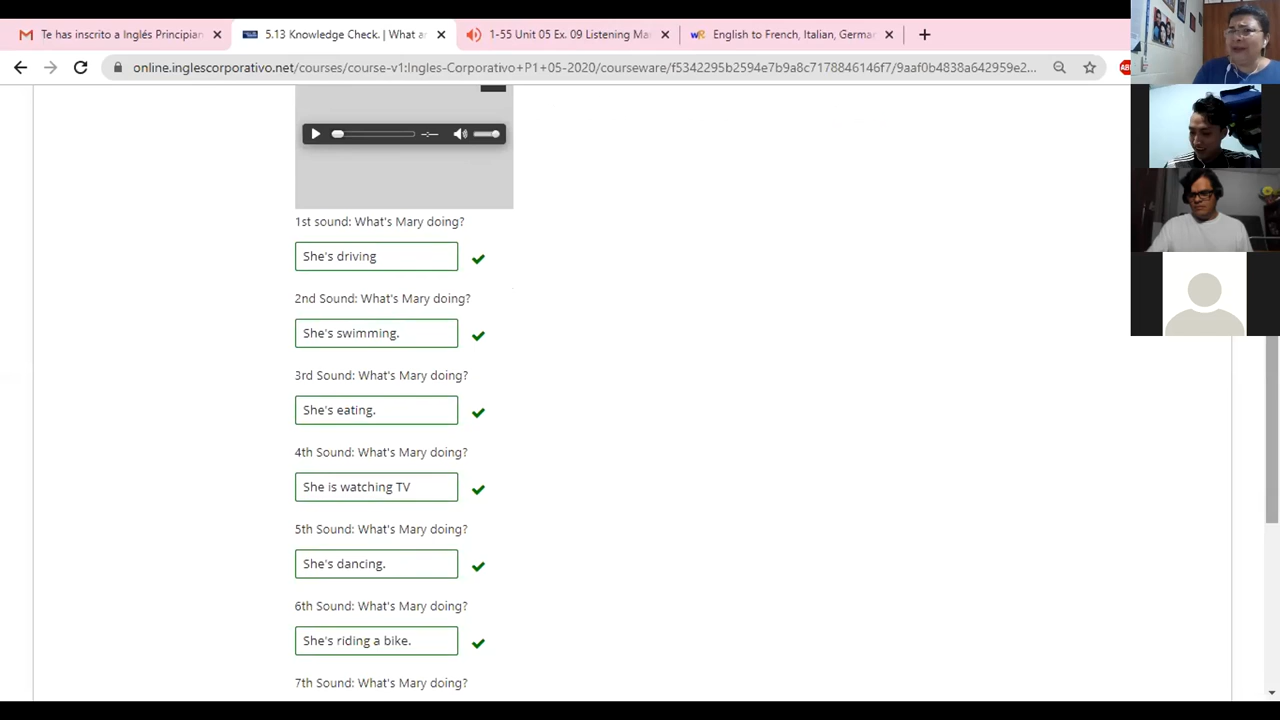 Te has inscrito a Inglés Principian
5.13 Knowledge Check. | What ar
1-55 Unit 05 Ex. 09 Listening Ma
English to French, Italian, German
online.inglescorporativo.net/courses/course-v1:Ingles-Corporativo+P1+05-2020/courseware/f5342295b2594e7b9a8c7178846146f7/9aaf0b4838a642959e2...
1st sound: What's Mary doing?
She's driving
2nd Sound: What's Mary doing?
She's swimming.
3rd Sound: What's Mary doing?
She's eating.
4th Sound: What's Mary doing?
She is watching TV
5th Sound: What's Mary doing?
She's dancing.
6th Sound: What's Mary doing?
She's riding a bike.
7th Sound: What's Mary doing?